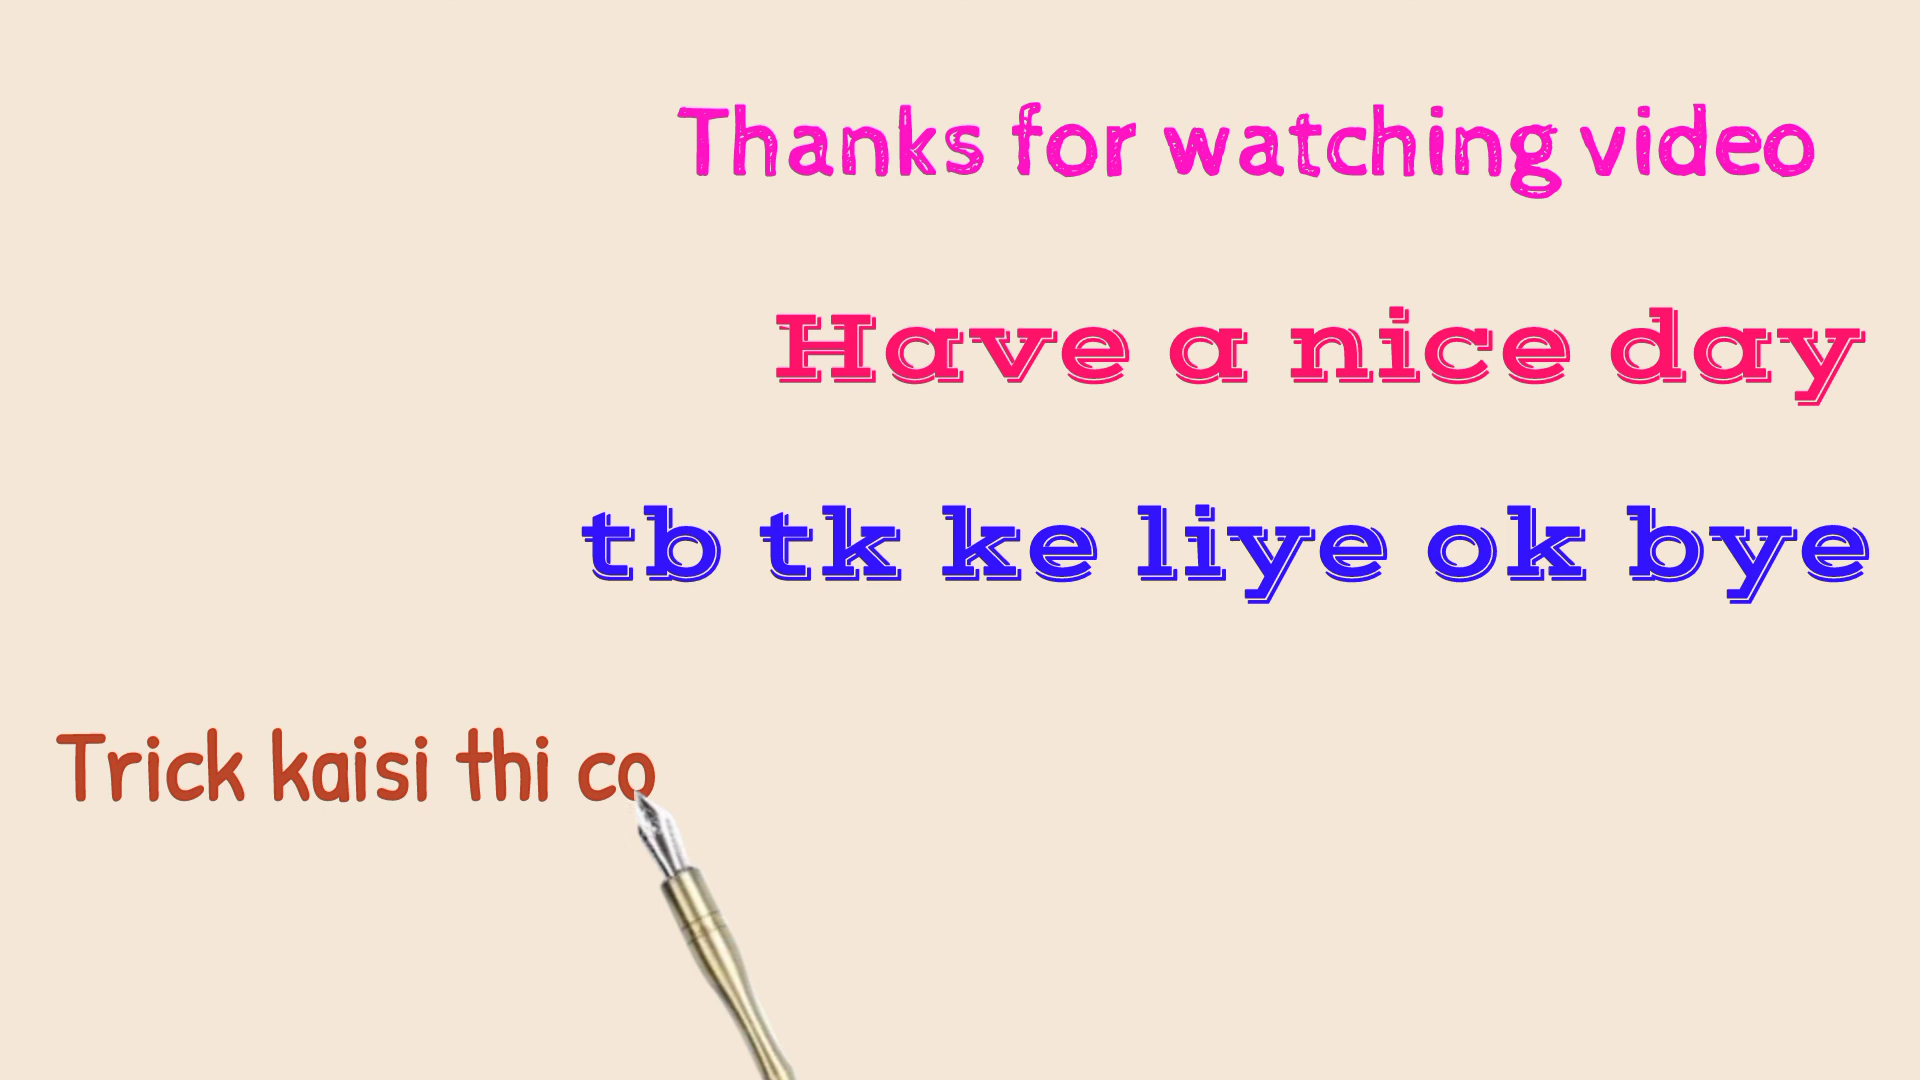 Thanks for watching video
Have a nice day
tb tk ke liye ok bye
Trick kaisi thi co